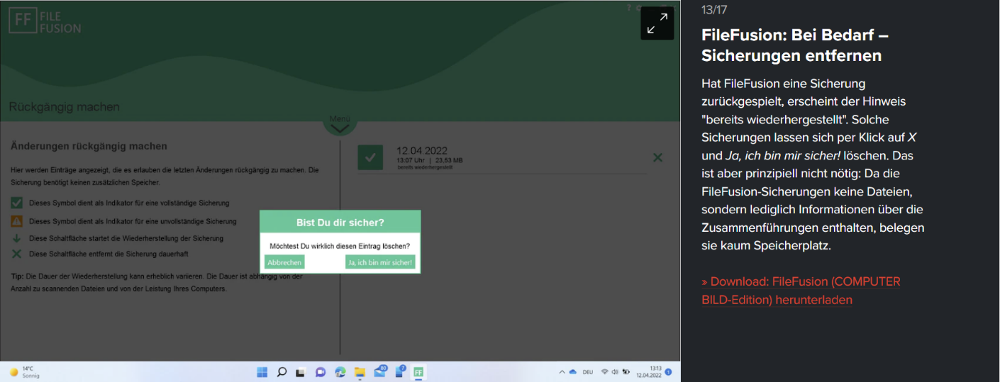 FF FILE
FUSION
?
Rückgängig machen
Menü
Änderungen rückgängig machen
Hier werden Einträge angezeigt, die es erlauben die letzten Änderungen rückgängig zu machen. Die
Sicherung benötigt keinen zusätzlichen Speicher.
Dieses Symbol dient als Indikator für eine vollständige Sicherung
Dieses Symbol dient als Indikator für eine unvollständige Sicherung
Diese Schaltfläche startet die Wiederherstellung der Sicherung
Diese Schaltfläche entfernt die Sicherung dauerhaft
Tip: Die Dauer der Wiederherstellung kann erheblich variieren. Die Dauer ist abhängig von der
Anzahl zu scannenden Dateien und von der Leistung Ihres Computers.
12.04.2022
13:07 Uhr | 23,53 MB
bereits wiederhergestellt
Bist Du dir sicher?
Möchtest Du wirklich diesen Eintrag löschen?
Abbrechen
Ja, ich bin mir sicher!
14°C
Sonnig
80
7
FF
DEU
13:13
12.04.2022
1
13/17
FileFusion: Bei Bedarf –
Sicherungen entfernen
Hat FileFusion eine Sicherung
zurückgespielt, erscheint der Hinweis
"bereits wiederhergestellt". Solche
Sicherungen lassen sich per Klick auf X
und Ja, ich bin mir sicher! löschen. Das
ist aber prinzipiell nicht nötig: Da die
FileFusion-Sicherungen keine Dateien,
sondern lediglich Informationen über die
Zusammenführungen enthalten, belegen
sie kaum Speicherplatz.
» Download: FileFusion (COMPUTER
BILD-Edition) herunterladen